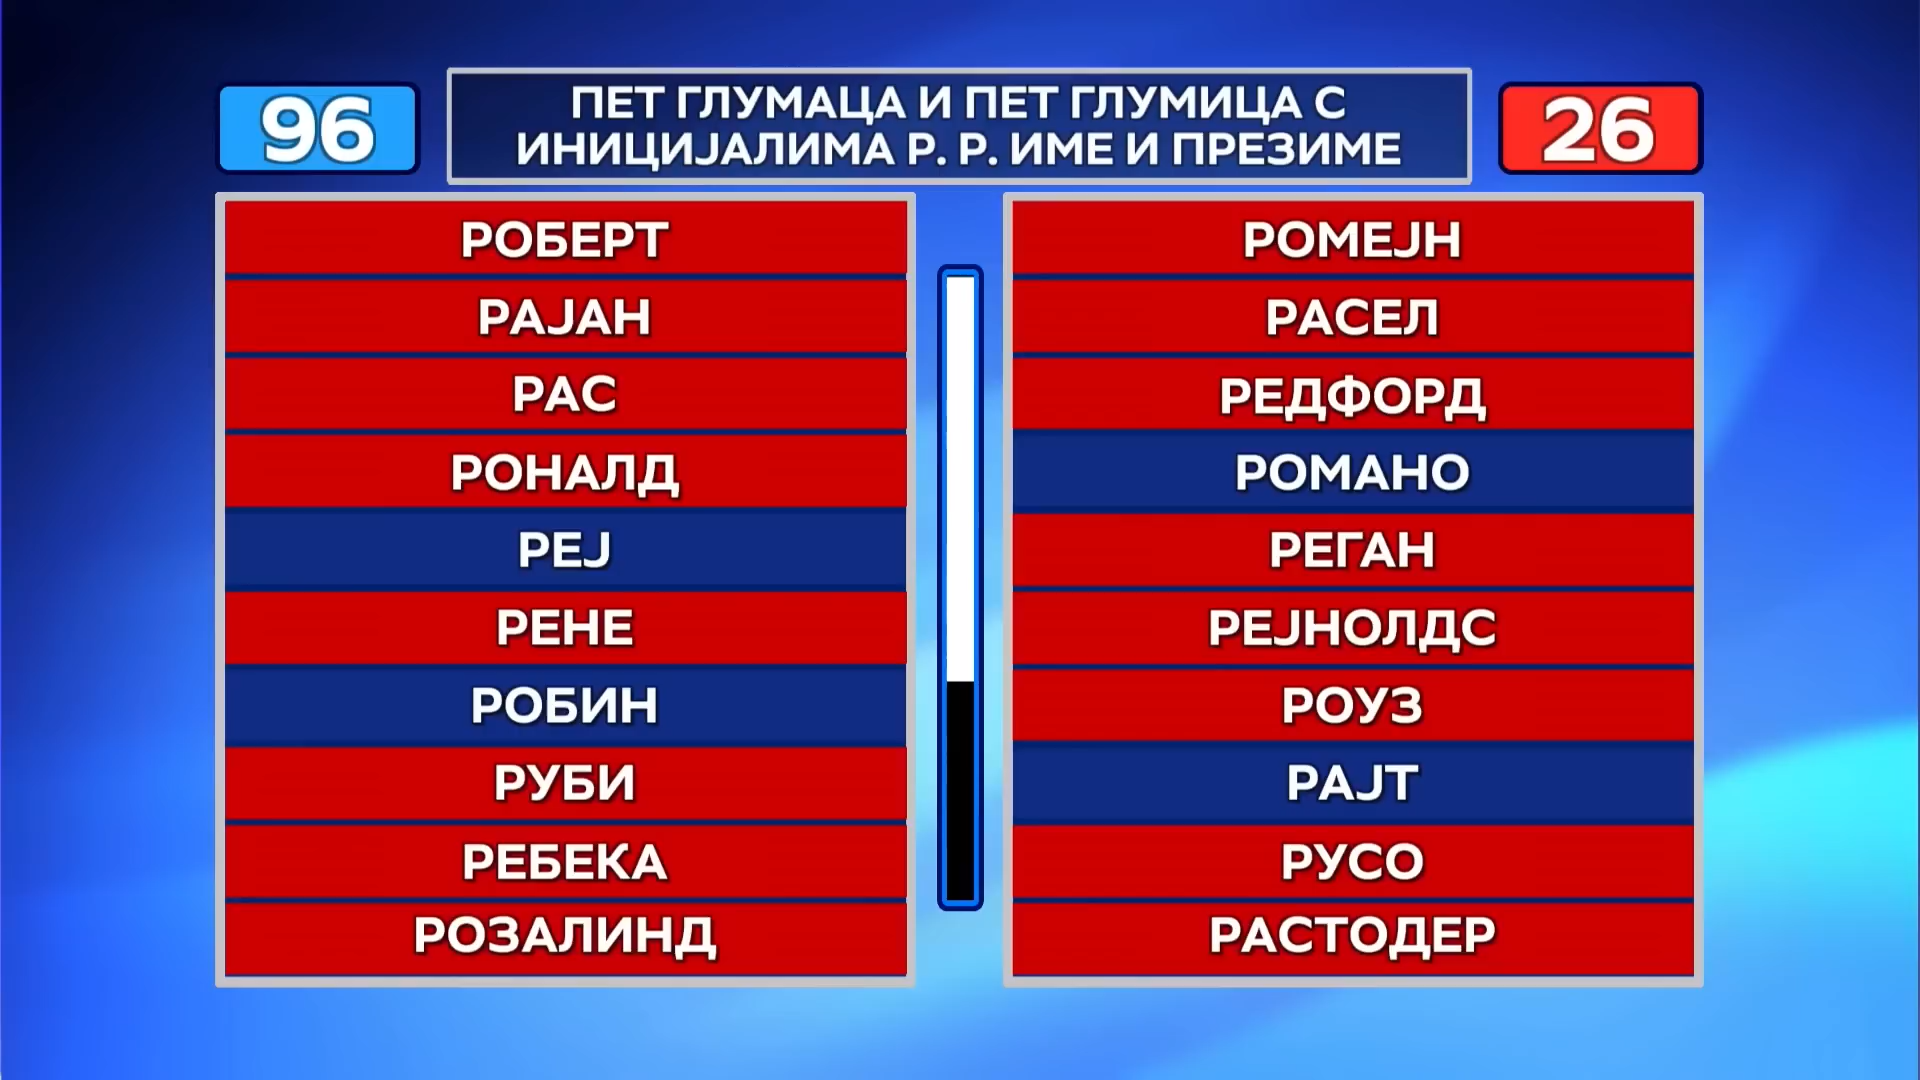 96
ПЕТ ГЛУМАЦА И ПЕТ ГЛУМИЦА С
ИНИЦИЈАЛИМА Р. Р. ИМЕ И ПРЕЗИМЕ
26
РОБЕРТ
РАЈАН
РАС
РОНАЛД
РЕЈ
РЕНЕ
РОБИН
РУБИ
РЕБЕКА
РОЗАЛИНД
РОМЕЈН
РАСЕЛ
РЕДФОРД
РОМАНО
РЕГАН
РЕЈНОЛДС
РОУЗ
РАЈТ
РУСО
РАСТОДЕР